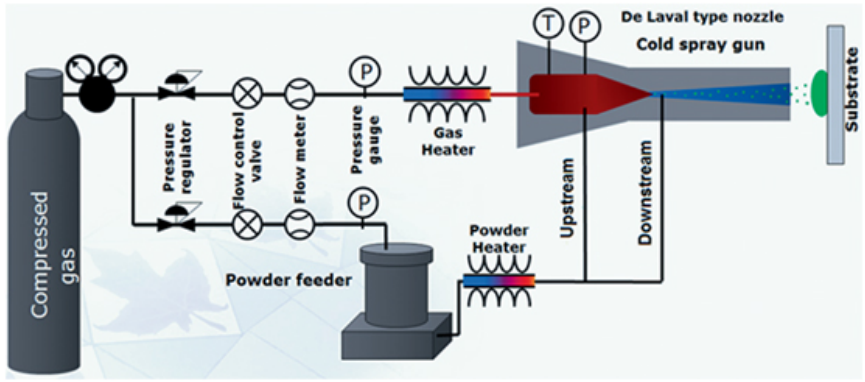 De Laval type nozzle
Cold spray gun
T
P
P
Gas
Heater
Pressure
regulator
Flow control
valve
Flow meter
Pressure
gauge
Substrate
Upstream
Downstream
P
Powder
Heater
Powder feeder
Compressed
gas